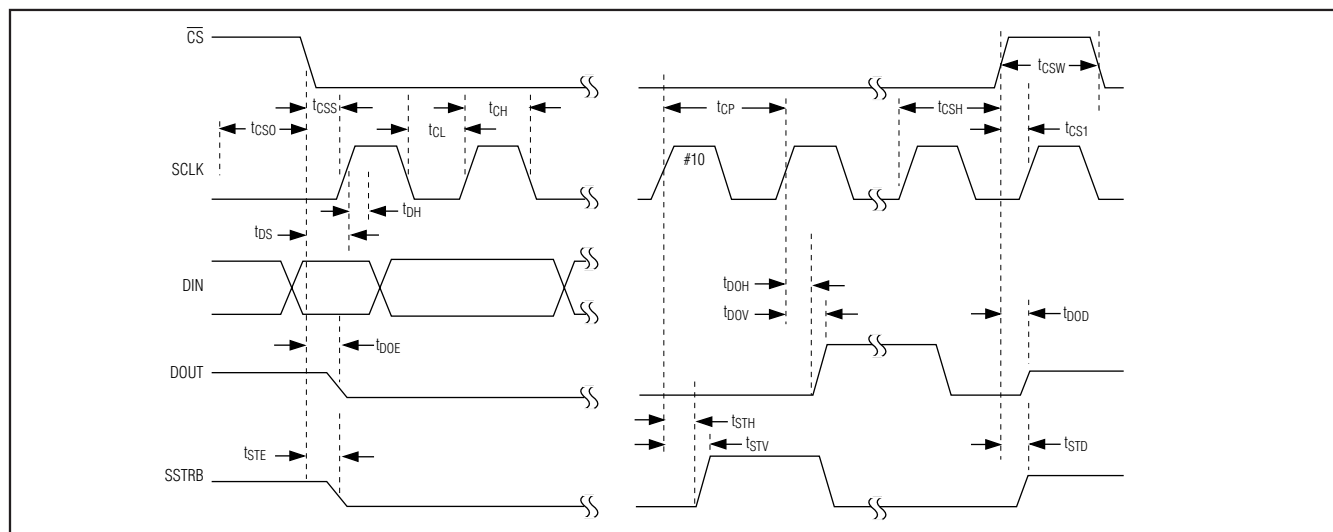 CS
tCSW
tCSS
tCH
tCP
tCSH
tCSO
tCL
tCS1
SCLK
#10
tDH
tDS
DIN
tDOH
tDOV
tDOD
tDOE
DOUT
tSTH
tSTV
tSTE
tSTD
SSTRB